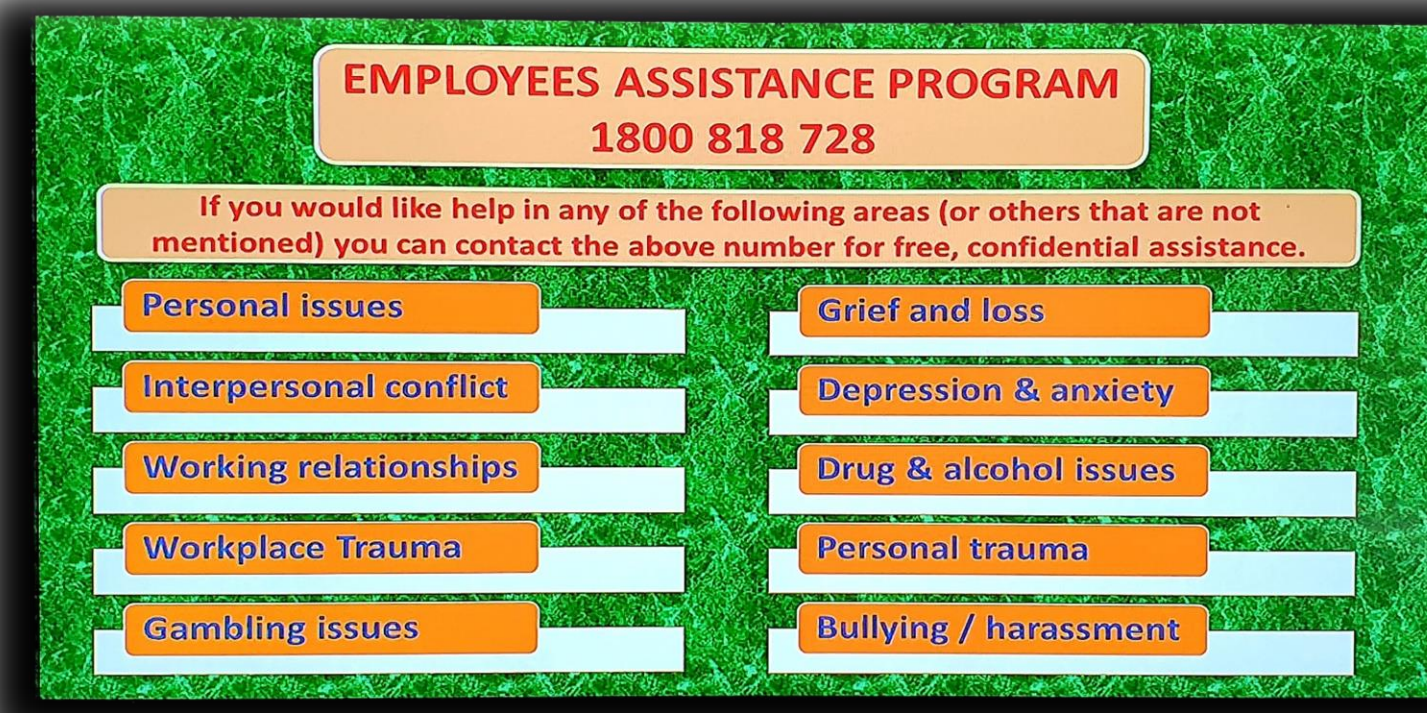 EMPLOYEES ASSISTANCE PROGRAM
1800 818 728
If you would like help in any of the following areas (or others that are not
mentioned) you can contact the above number for free, confidential assistance.
Personal issues
Interpersonal conflict
Working relationships
Workplace Trauma
Gambling issues
Grief and loss
Depression & anxiety
Drug & alcohol issues
Personal trauma
Bullying / harassment